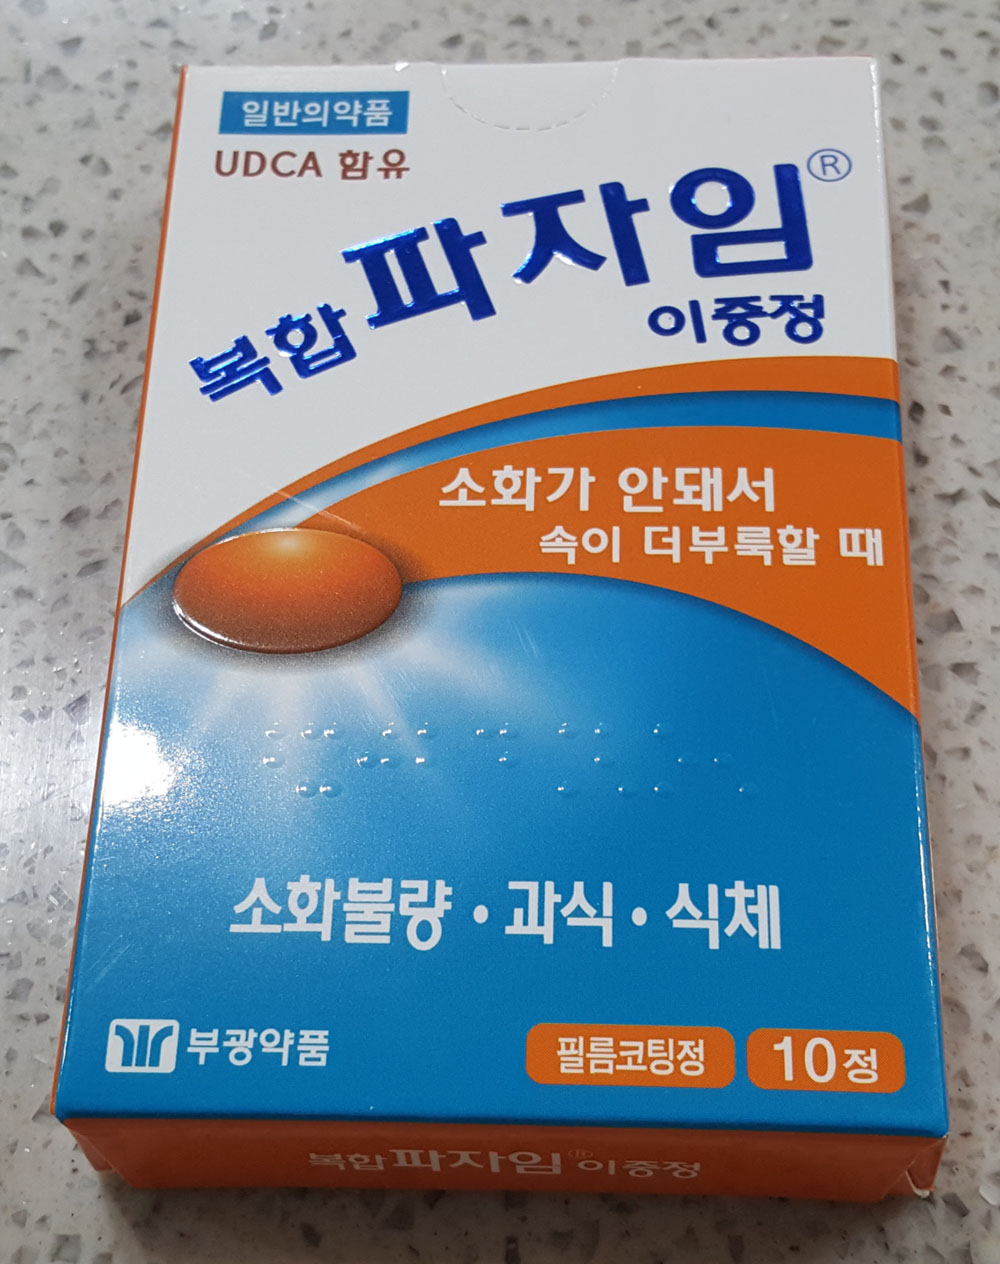 일반의약품
UDCA 함유
복합 파자임®
이중정
소화가 안돼서
속이 더부룩할 때
소화불량 · 과식 · 식체
부광약품
필름코팅정
10정
복합 파자임® 이중정